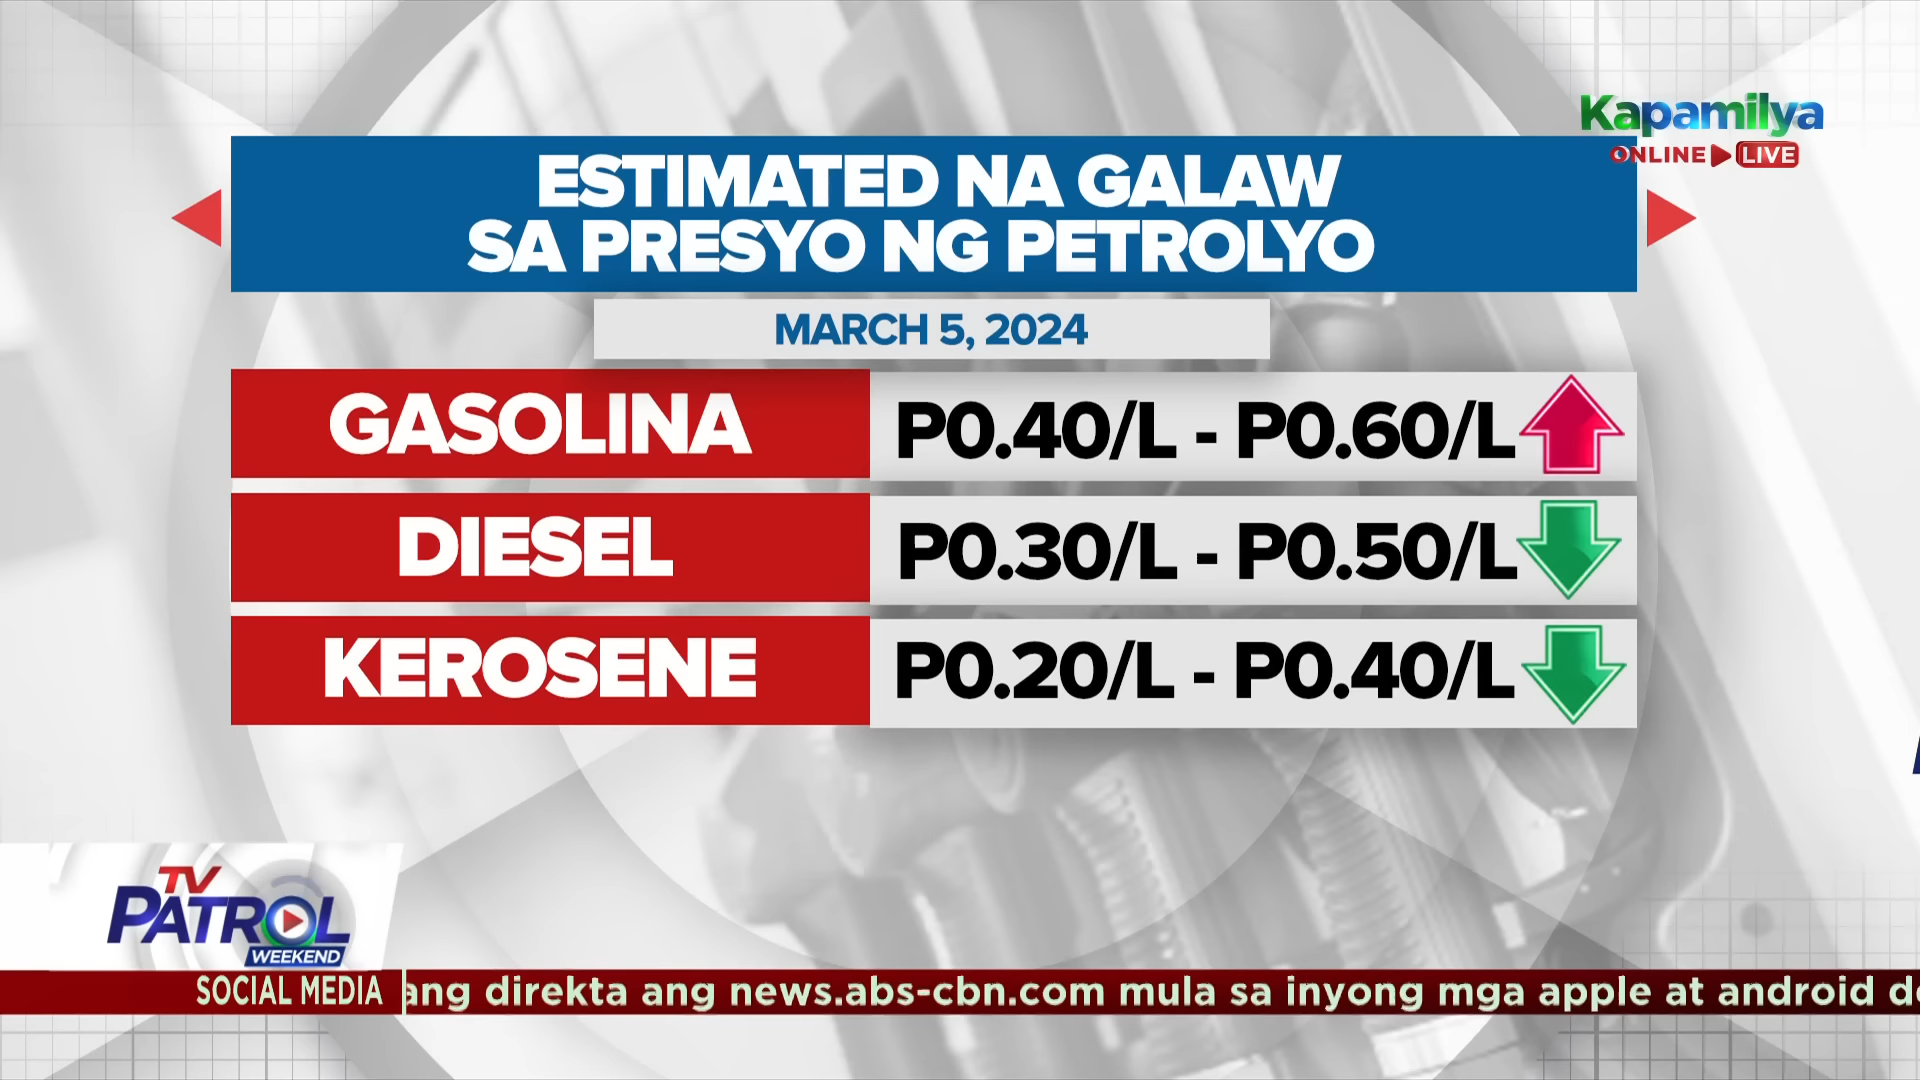 Kapamilya
ONLINE LIVE
ESTIMATED NA GALAW
SA PRESYO NG PETROLYO
MARCH 5, 2024
GASOLINA P0.40/L - P0.60/L
DIESEL P0.30/L - P0.50/L
KEROSENE P0.20/L - P0.40/L
TV
PATROL
WEEKEND
SOCIAL MEDIA ang direkta ang news.abs-cbn.com mula sa inyong mga apple at android